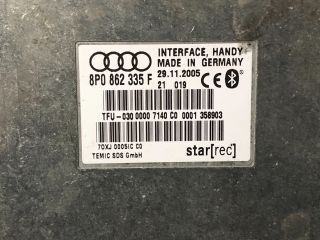 INTERFACE, HANDY
MADE IN GERMANY
8P0 862 335 F
29.11.2005
21 019
CE
TFU-030 0000 7140 C0 0001 358903
70XJ 0005IC C0
TEMIC SDS GmbH
star[rec]